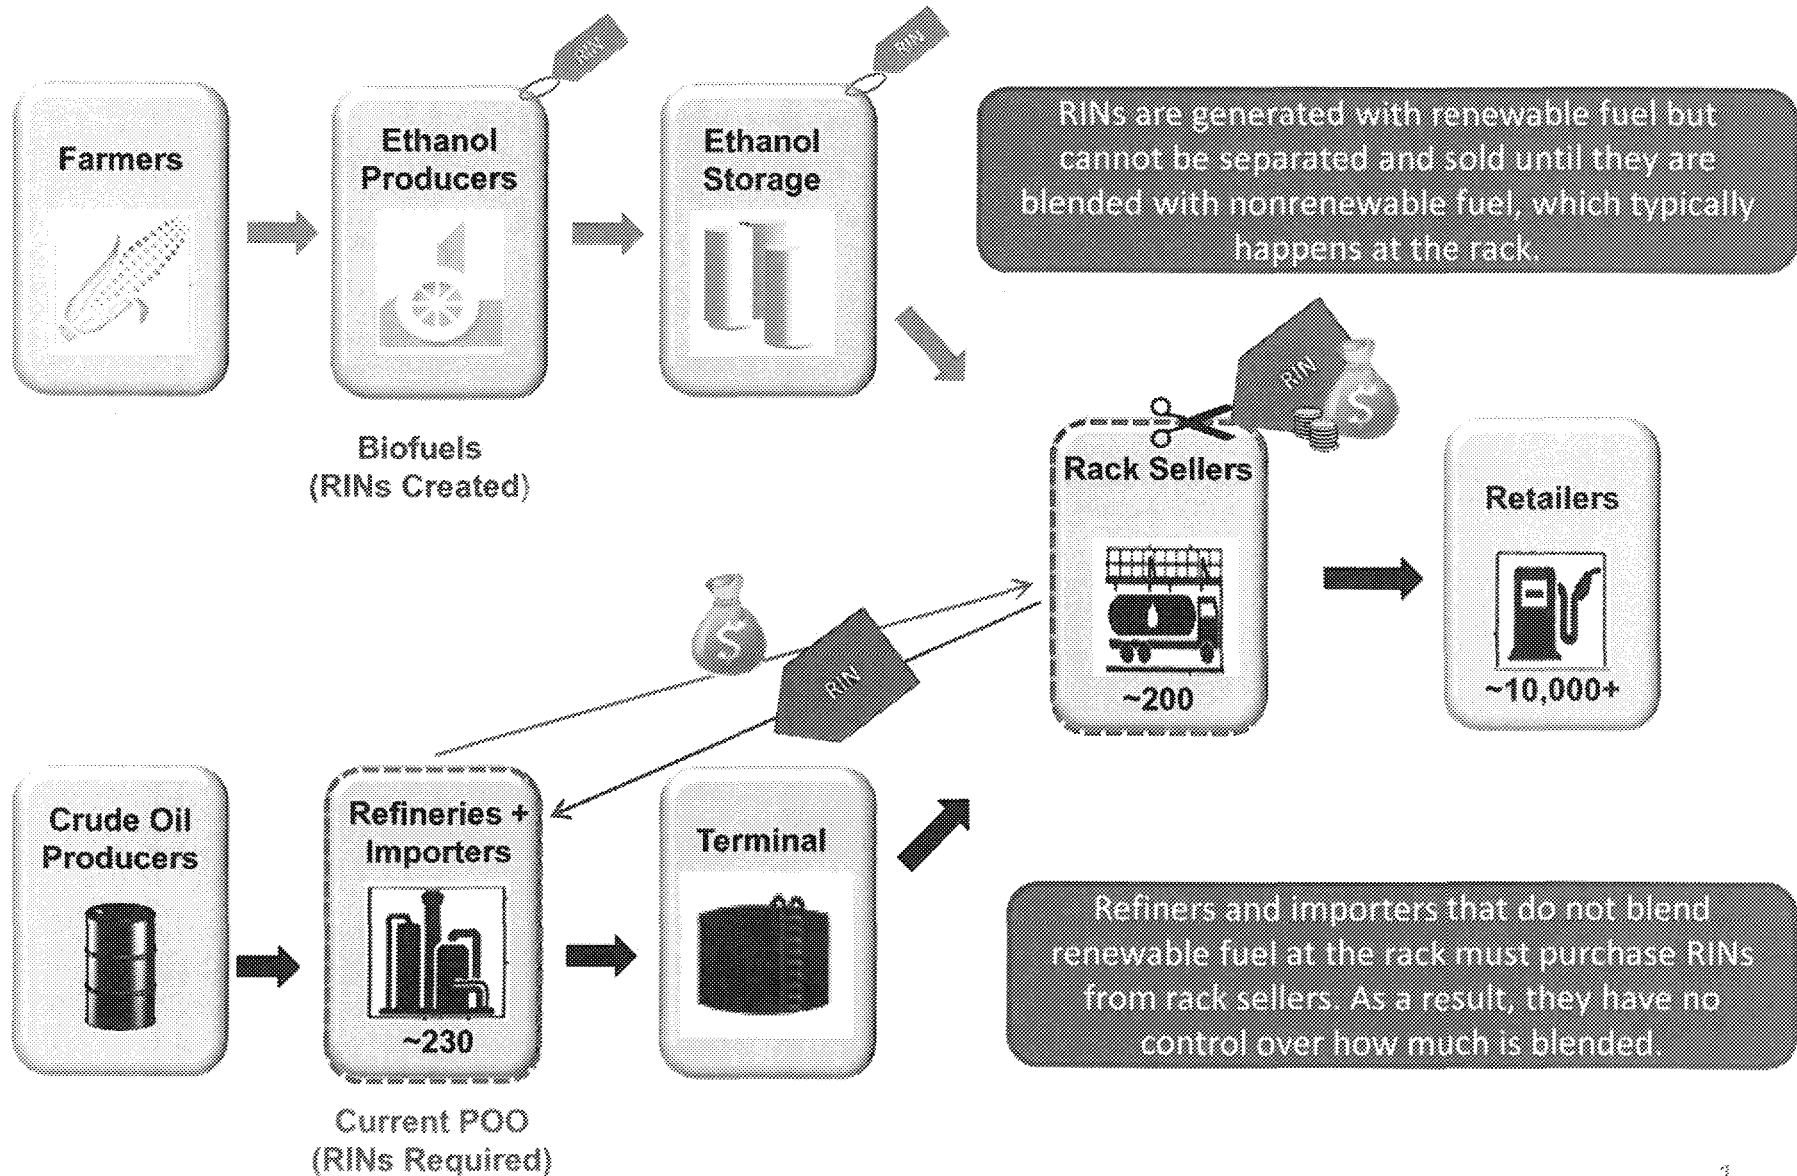 RIN
RIN
Farmers
Ethanol
Producers
Ethanol
Storage
RINs are generated with renewable fuel but
cannot be separated and sold until they are
blended with nonrenewable fuel, which typically
happens at the rack.
Biofuels
(RINs Created)
RIN
$
Rack Sellers
~200
Retailers
~10,000+
$
RIN
Crude Oil
Producers
Refineries +
Importers
~230
Terminal
Refiners and importers that do not blend
renewable fuel at the rack must purchase RINs
from rack sellers. As a result, they have no
control over how much is blended.
Current POO
(RINs Required)